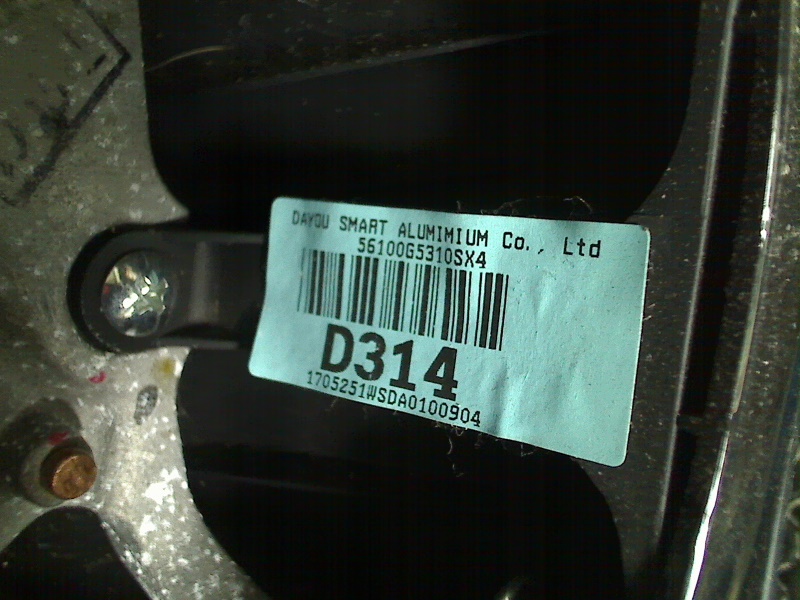 DAYOU SMART ALUMIMIUM Co., Ltd
56100G5310SX4
D314
1705251WSDA0100904